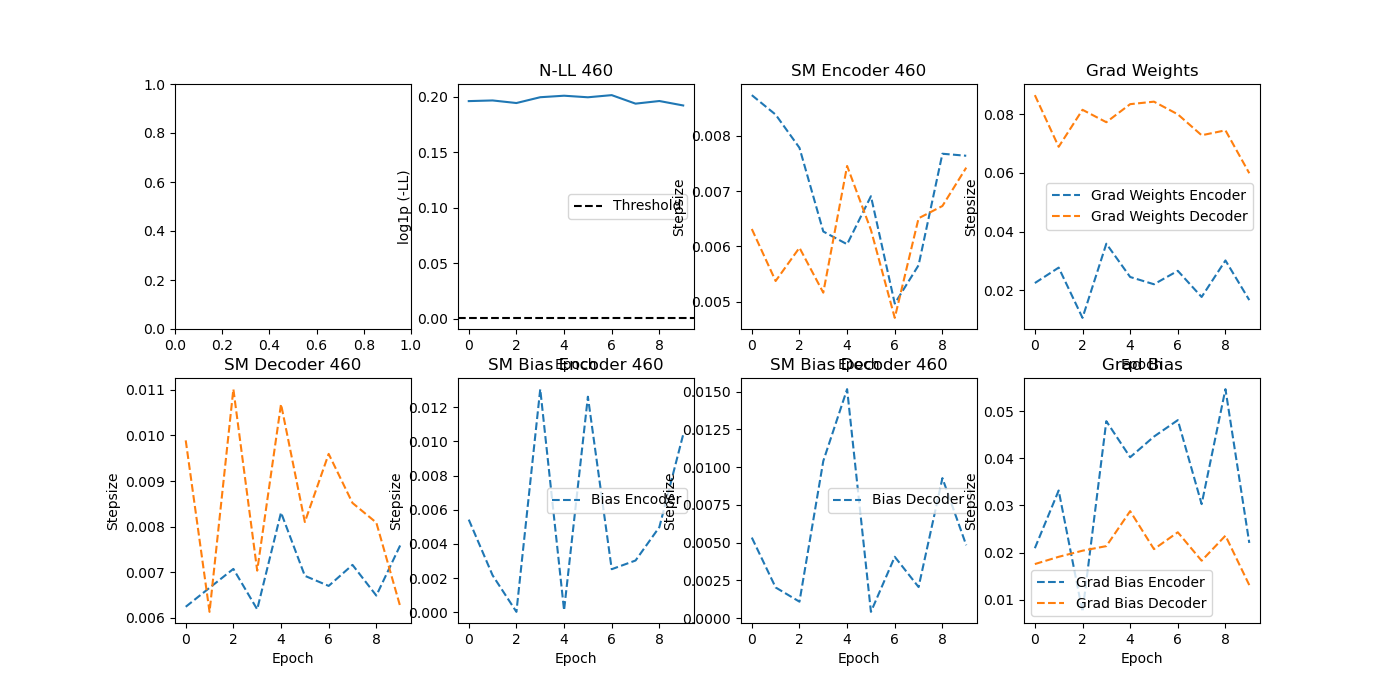 N-LL 460
SM Encoder 460
Grad Weights
1.0
0.8
0.6
0.4
0.2
0.0
0.0 0.2 0.4 0.6 0.8 1.0
log1p (-LL)
0.20
0.15
0.10
0.05
0.00
Threshold
0 2 4 6 8
Epoch
Stepsize
0.008
0.007
0.006
0.005
0 2 4 6 8
Epoch
Stepsize
0.08
0.06
0.04
0.02
Grad Weights Encoder
Grad Weights Decoder
0 2 4 6 8
Epoch
SM Decoder 460
SM Bias Encoder 460
SM Bias Decoder 460
Grad Bias
Stepsize
0.011
0.010
0.009
0.008
0.007
0.006
0 2 4 6 8
Epoch
Stepsize
0.012
0.010
0.008
0.006
0.004
0.002
0.000
Bias Encoder
0 2 4 6 8
Epoch
Stepsize
0.0150
0.0125
0.0100
0.0075
0.0050
0.0025
0.0000
Bias Decoder
0 2 4 6 8
Epoch
Stepsize
0.05
0.04
0.03
0.02
0.01
Grad Bias Encoder
Grad Bias Decoder
0 2 4 6 8
Epoch